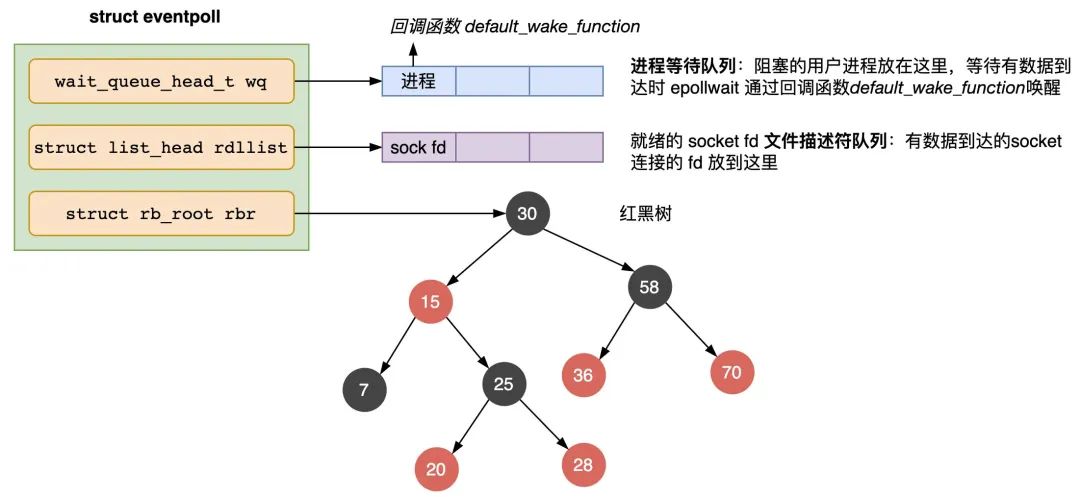 struct eventpoll
回调函数 default_wake_function
wait_queue_head_t wq
进程
进程等待队列：阻塞的用户进程放在这里，等待有数据到
达时 epollwait 通过回调函数default_wake_function唤醒
struct list_head rdllist
sock fd
就绪的 socket fd 文件描述符队列：有数据到达的socket
连接的 fd 放到这里
struct rb_root rbr
30
红黑树
15
58
7
25
36
70
20
28